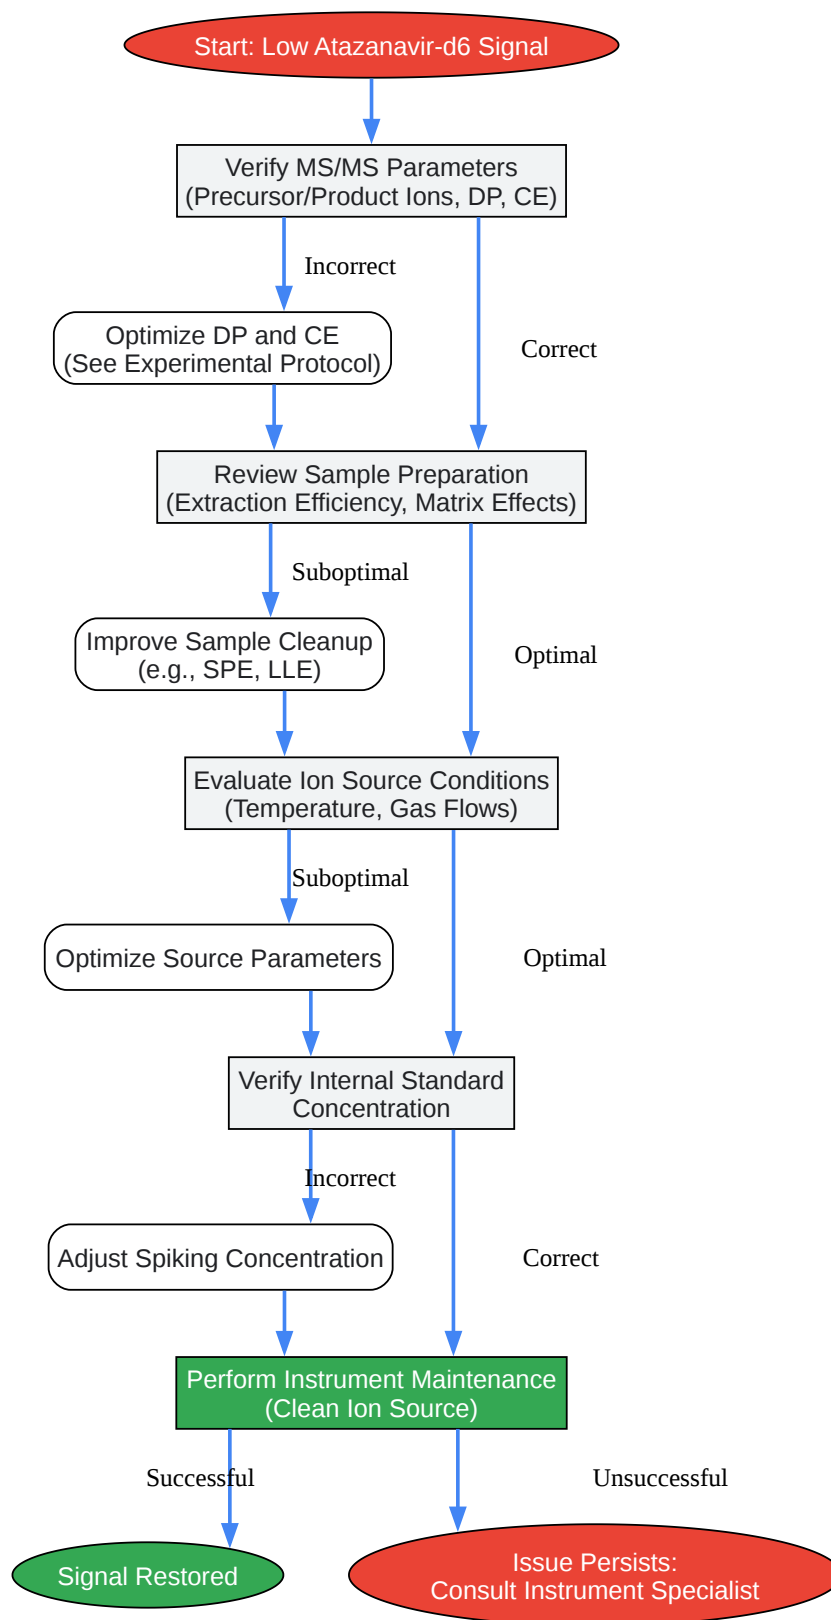 Start: Low Atazanavir-d6 Signal
Verify MS/MS Parameters
(Precursor/Product Ions, DP, CE)
Incorrect
Optimize DP and CE
(See Experimental Protocol)
Correct
Review Sample Preparation
(Extraction Efficiency, Matrix Effects)
Suboptimal
Improve Sample Cleanup
(e.g., SPE, LLE)
Optimal
Evaluate Ion Source Conditions
(Temperature, Gas Flows)
Suboptimal
Optimize Source Parameters
Optimal
Verify Internal Standard
Concentration
Incorrect
Adjust Spiking Concentration
Correct
Perform Instrument Maintenance
(Clean Ion Source)
Successful
Unsuccessful
Signal Restored
Issue Persists:
Consult Instrument Specialist